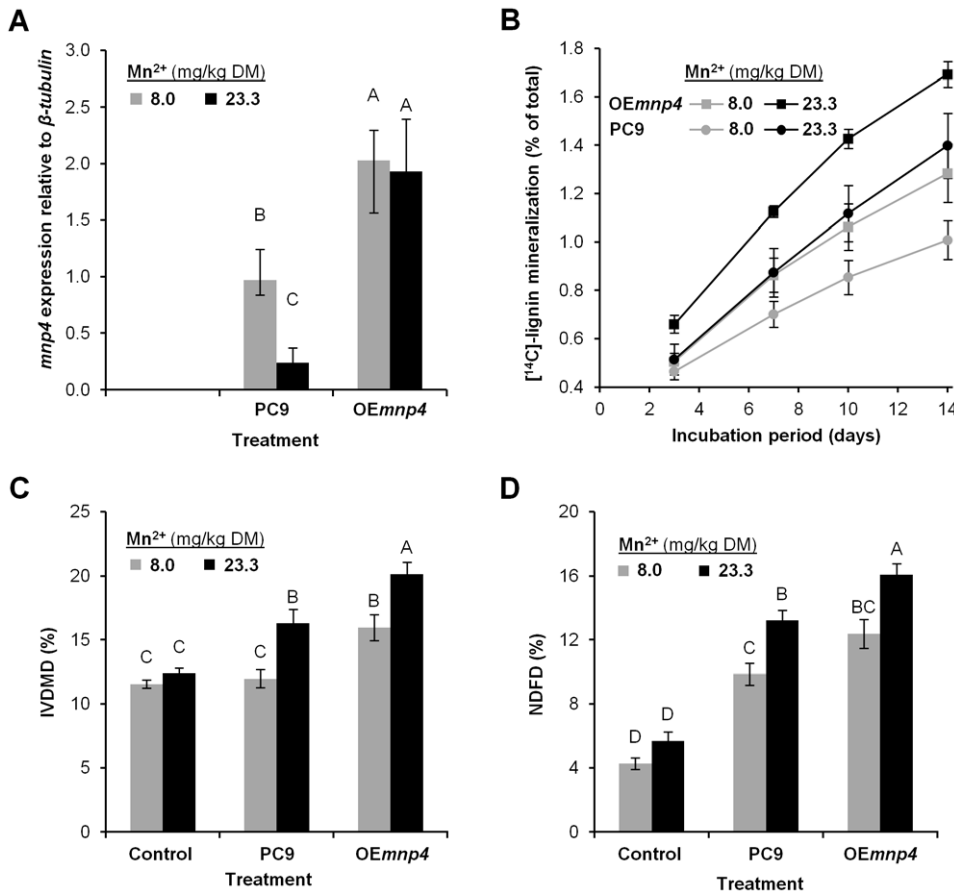 A
mnp4 expression relative to β-tubulin
3.0
2.5
2.0
1.5
1.0
0.5
0.0
Mn²⁺ (mg/kg DM)
8.0 23.3
B
C
A
A
PC9 OEmnp4
Treatment
B
[¹⁴C]-lignin mineralization (% of total)
1.8
1.6
1.4
1.2
1.0
0.8
0.6
0.4
Mn²⁺ (mg/kg DM)
OEmnp4 8.0 23.3
PC9 8.0 23.3
0 2 4 6 8 10 12 14
Incubation period (days)
C
IVDMD (%)
25
20
15
10
5
0
Mn²⁺ (mg/kg DM)
8.0 23.3
C
C
C
B
B
A
Control PC9 OEmnp4
Treatment
D
NDFD (%)
20
16
12
8
4
0
Mn²⁺ (mg/kg DM)
8.0 23.3
D
D
C
B
BC
A
Control PC9 OEmnp4
Treatment